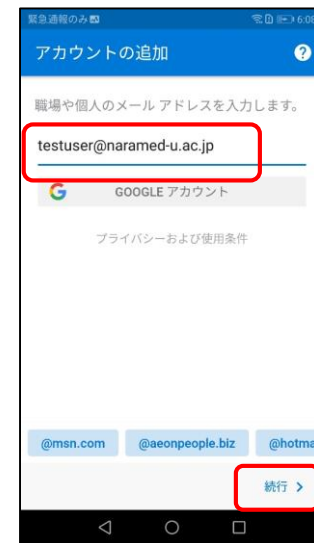 緊急通報のみ 6:08
アカウントの追加 ?
職場や個人のメール アドレスを入力します。
testuser@naramed-u.ac.jp
G GOOGLE アカウント
プライバシーおよび使用条件
@msn.com @aeonpeople.biz @hotma
続行 >